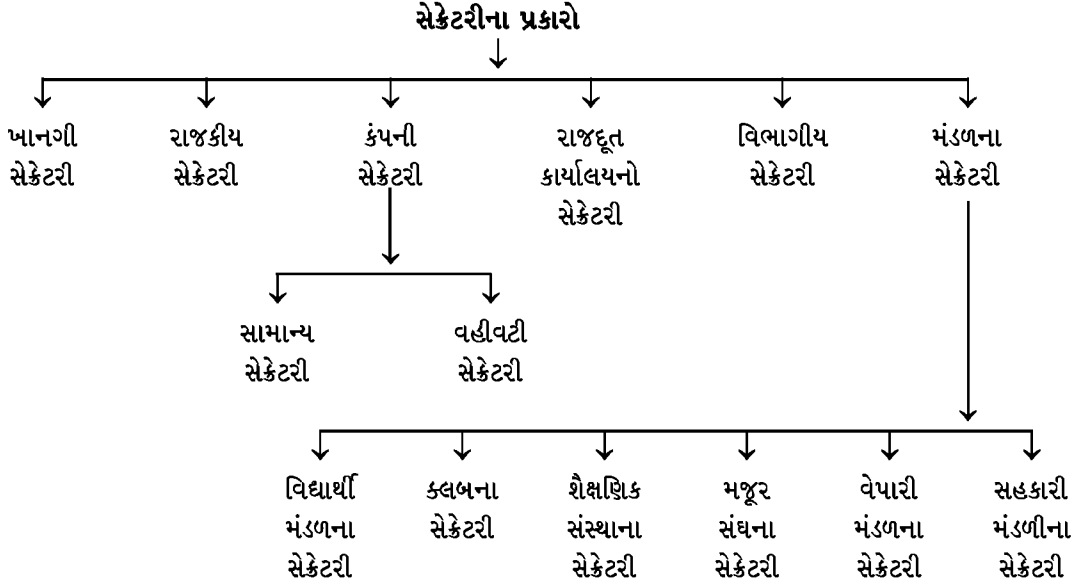 સેક્રેટરીના પ્રકારો
ખાનગી
સેક્રેટરી
રાજકીય
સેક્રેટરી
કંપની
સેક્રેટરી
રાજદૂત
કાર્યાલયનો
સેક્રેટરી
વિભાગીય
સેક્રેટરી
મંડળના
સેક્રેટરી
સામાન્ય
સેક્રેટરી
વહીવટી
સેક્રેટરી
વિદ્યાર્થી
મંડળના
સેક્રેટરી
ક્લબના
સેક્રેટરી
શૈક્ષણિક
સંસ્થાના
સેક્રેટરી
મજૂર
સંઘના
સેક્રેટરી
વેપારી
મંડળના
સેક્રેટરી
સહકારી
મંડળીના
સેક્રેટરી